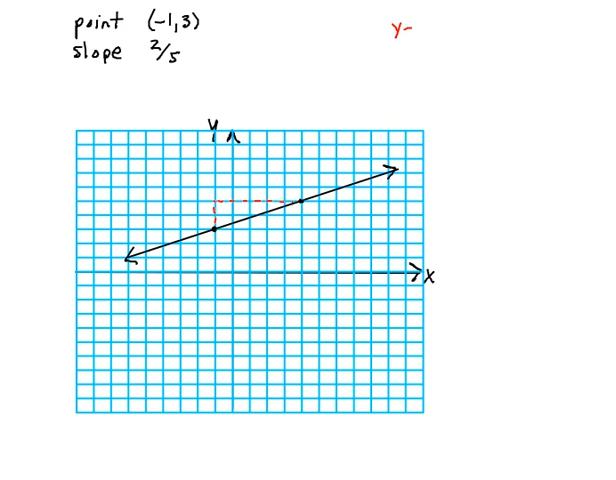 point (-1,3)
slope 2/5
y-
y
x